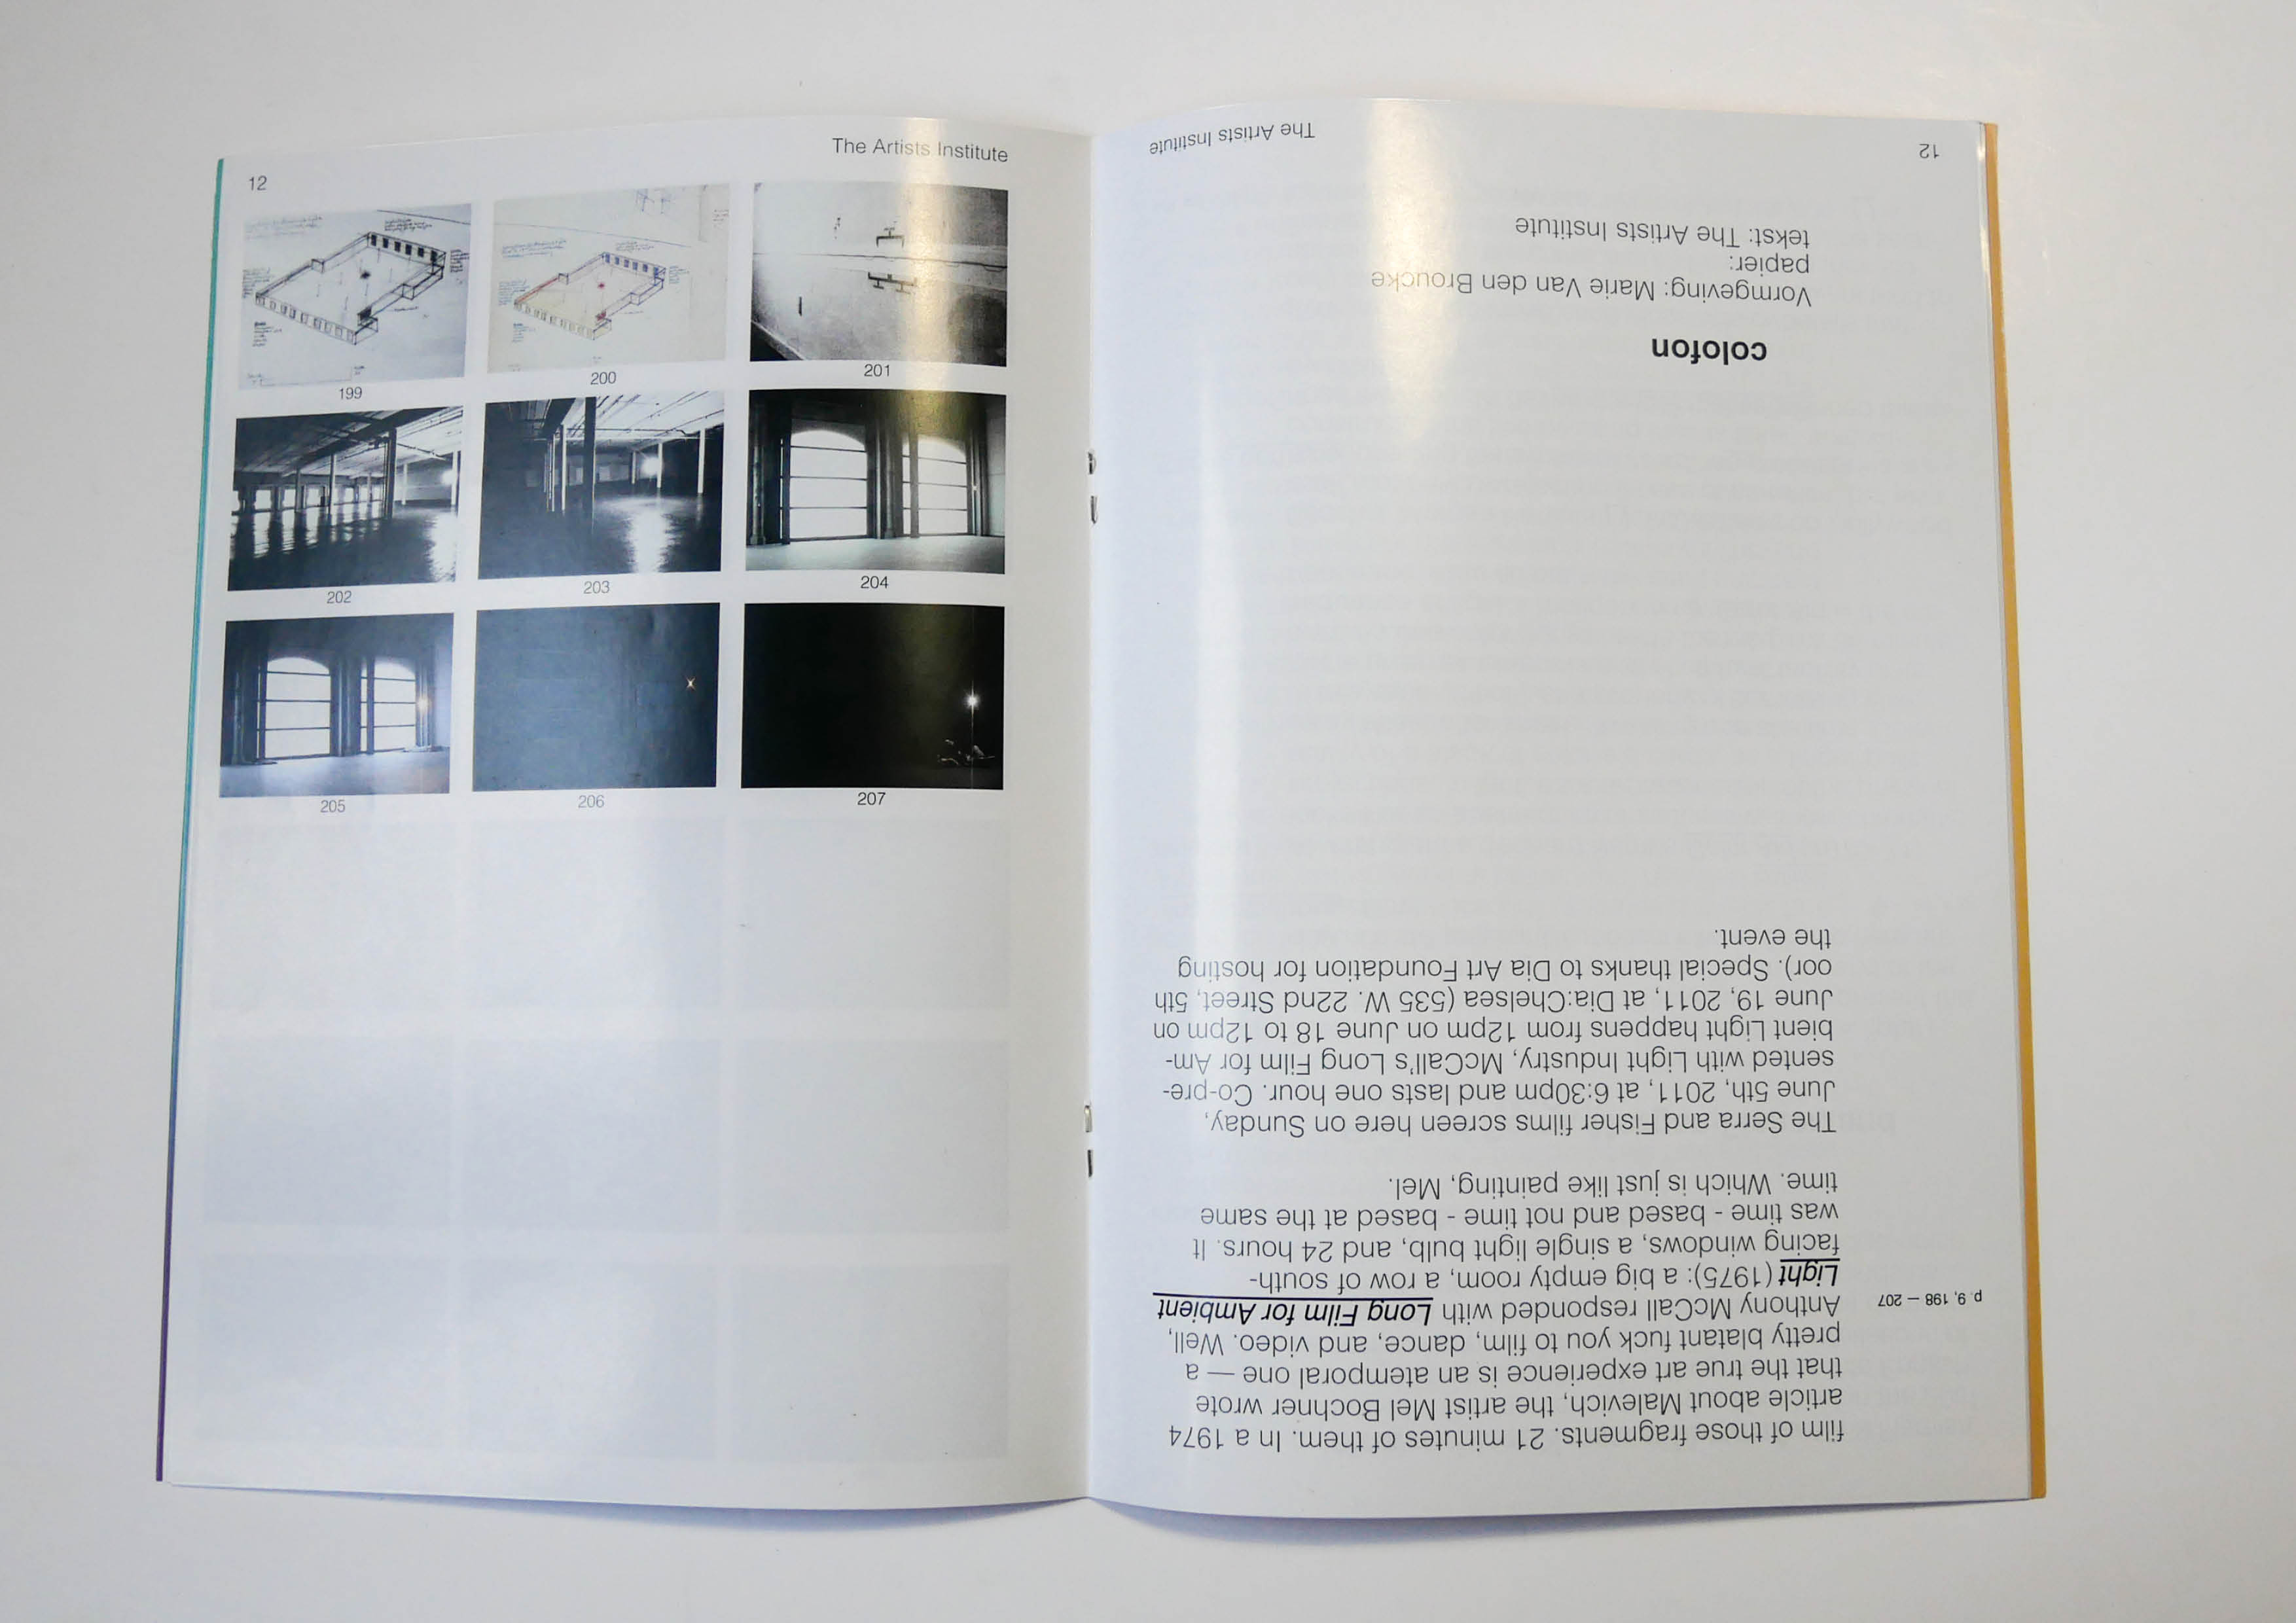 The Artists Institute
12
199
200
201
202
203
204
205
206
207
film of those fragments. 21 minutes of them. In a 1974
article about Malevich, the artist Mel Bochner wrote
that the true art experience is an atemporal one — a
pretty blatant fuck you to film, dance, and video. Well,
Anthony McCall responded with Long Film for Ambient
p. 9, 198 – 207
Light (1975): a big empty room, a row of south-
facing windows, a single light bulb, and 24 hours. It
was time - based and not time - based at the same
time. Which is just like painting, Mel.
The Serra and Fisher films screen here on Sunday,
June 5th, 2011, at 6:30pm and lasts one hour. Co-pre-
sented with Light Industry, McCall's Long Film for Am-
bient Light happens from 12pm on June 18 to 12pm on
June 19, 2011, at Dia:Chelsea (535 W. 22nd Street, 5th
oor). Special thanks to Dia Art Foundation for hosting
the event.
colofon
Vormgeving: Marie Van den Broucke
papier:
tekst: The Artists Institute
12
The Artists Institute